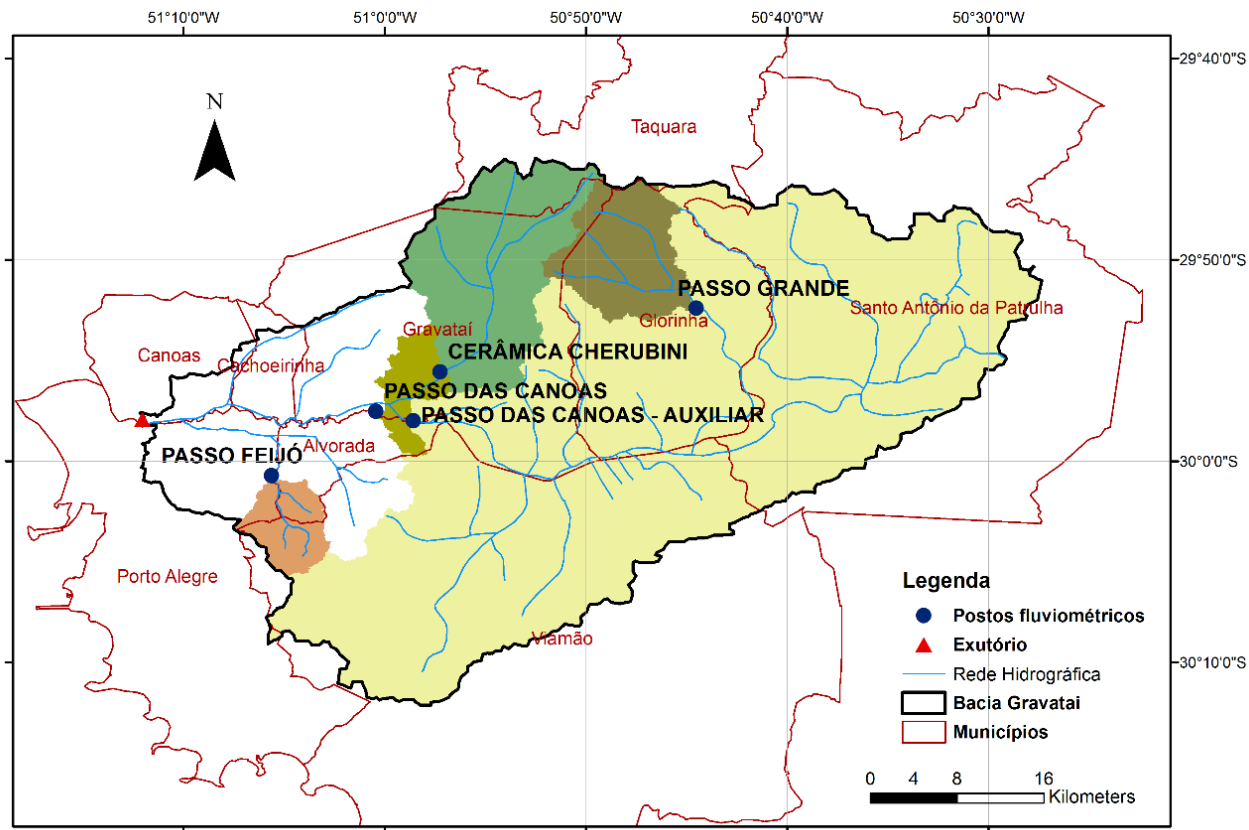 51°10'0"W 51°0'0"W 50°50'0"W 50°40'0"W 50°30'0"W
29°40'0"S
N
Taquara
29°50'0"S
PASSO GRANDE
Santo Antônio da Patrulha
Glorinha
Gravataí
Canoas
Cachoeirinha
CERÂMICA CHERUBINI
PASSO DAS CANOAS
PASSO DAS CANOAS - AUXILIAR
Alvorada
PASSO FEIJÓ
30°0'0"S
Porto Alegre
Viamão
30°10'0"S
Legenda
Postos fluviométricos
Exutório
Rede Hidrográfica
Bacia Gravatai
Municípios
0 4 8 16
Kilometers